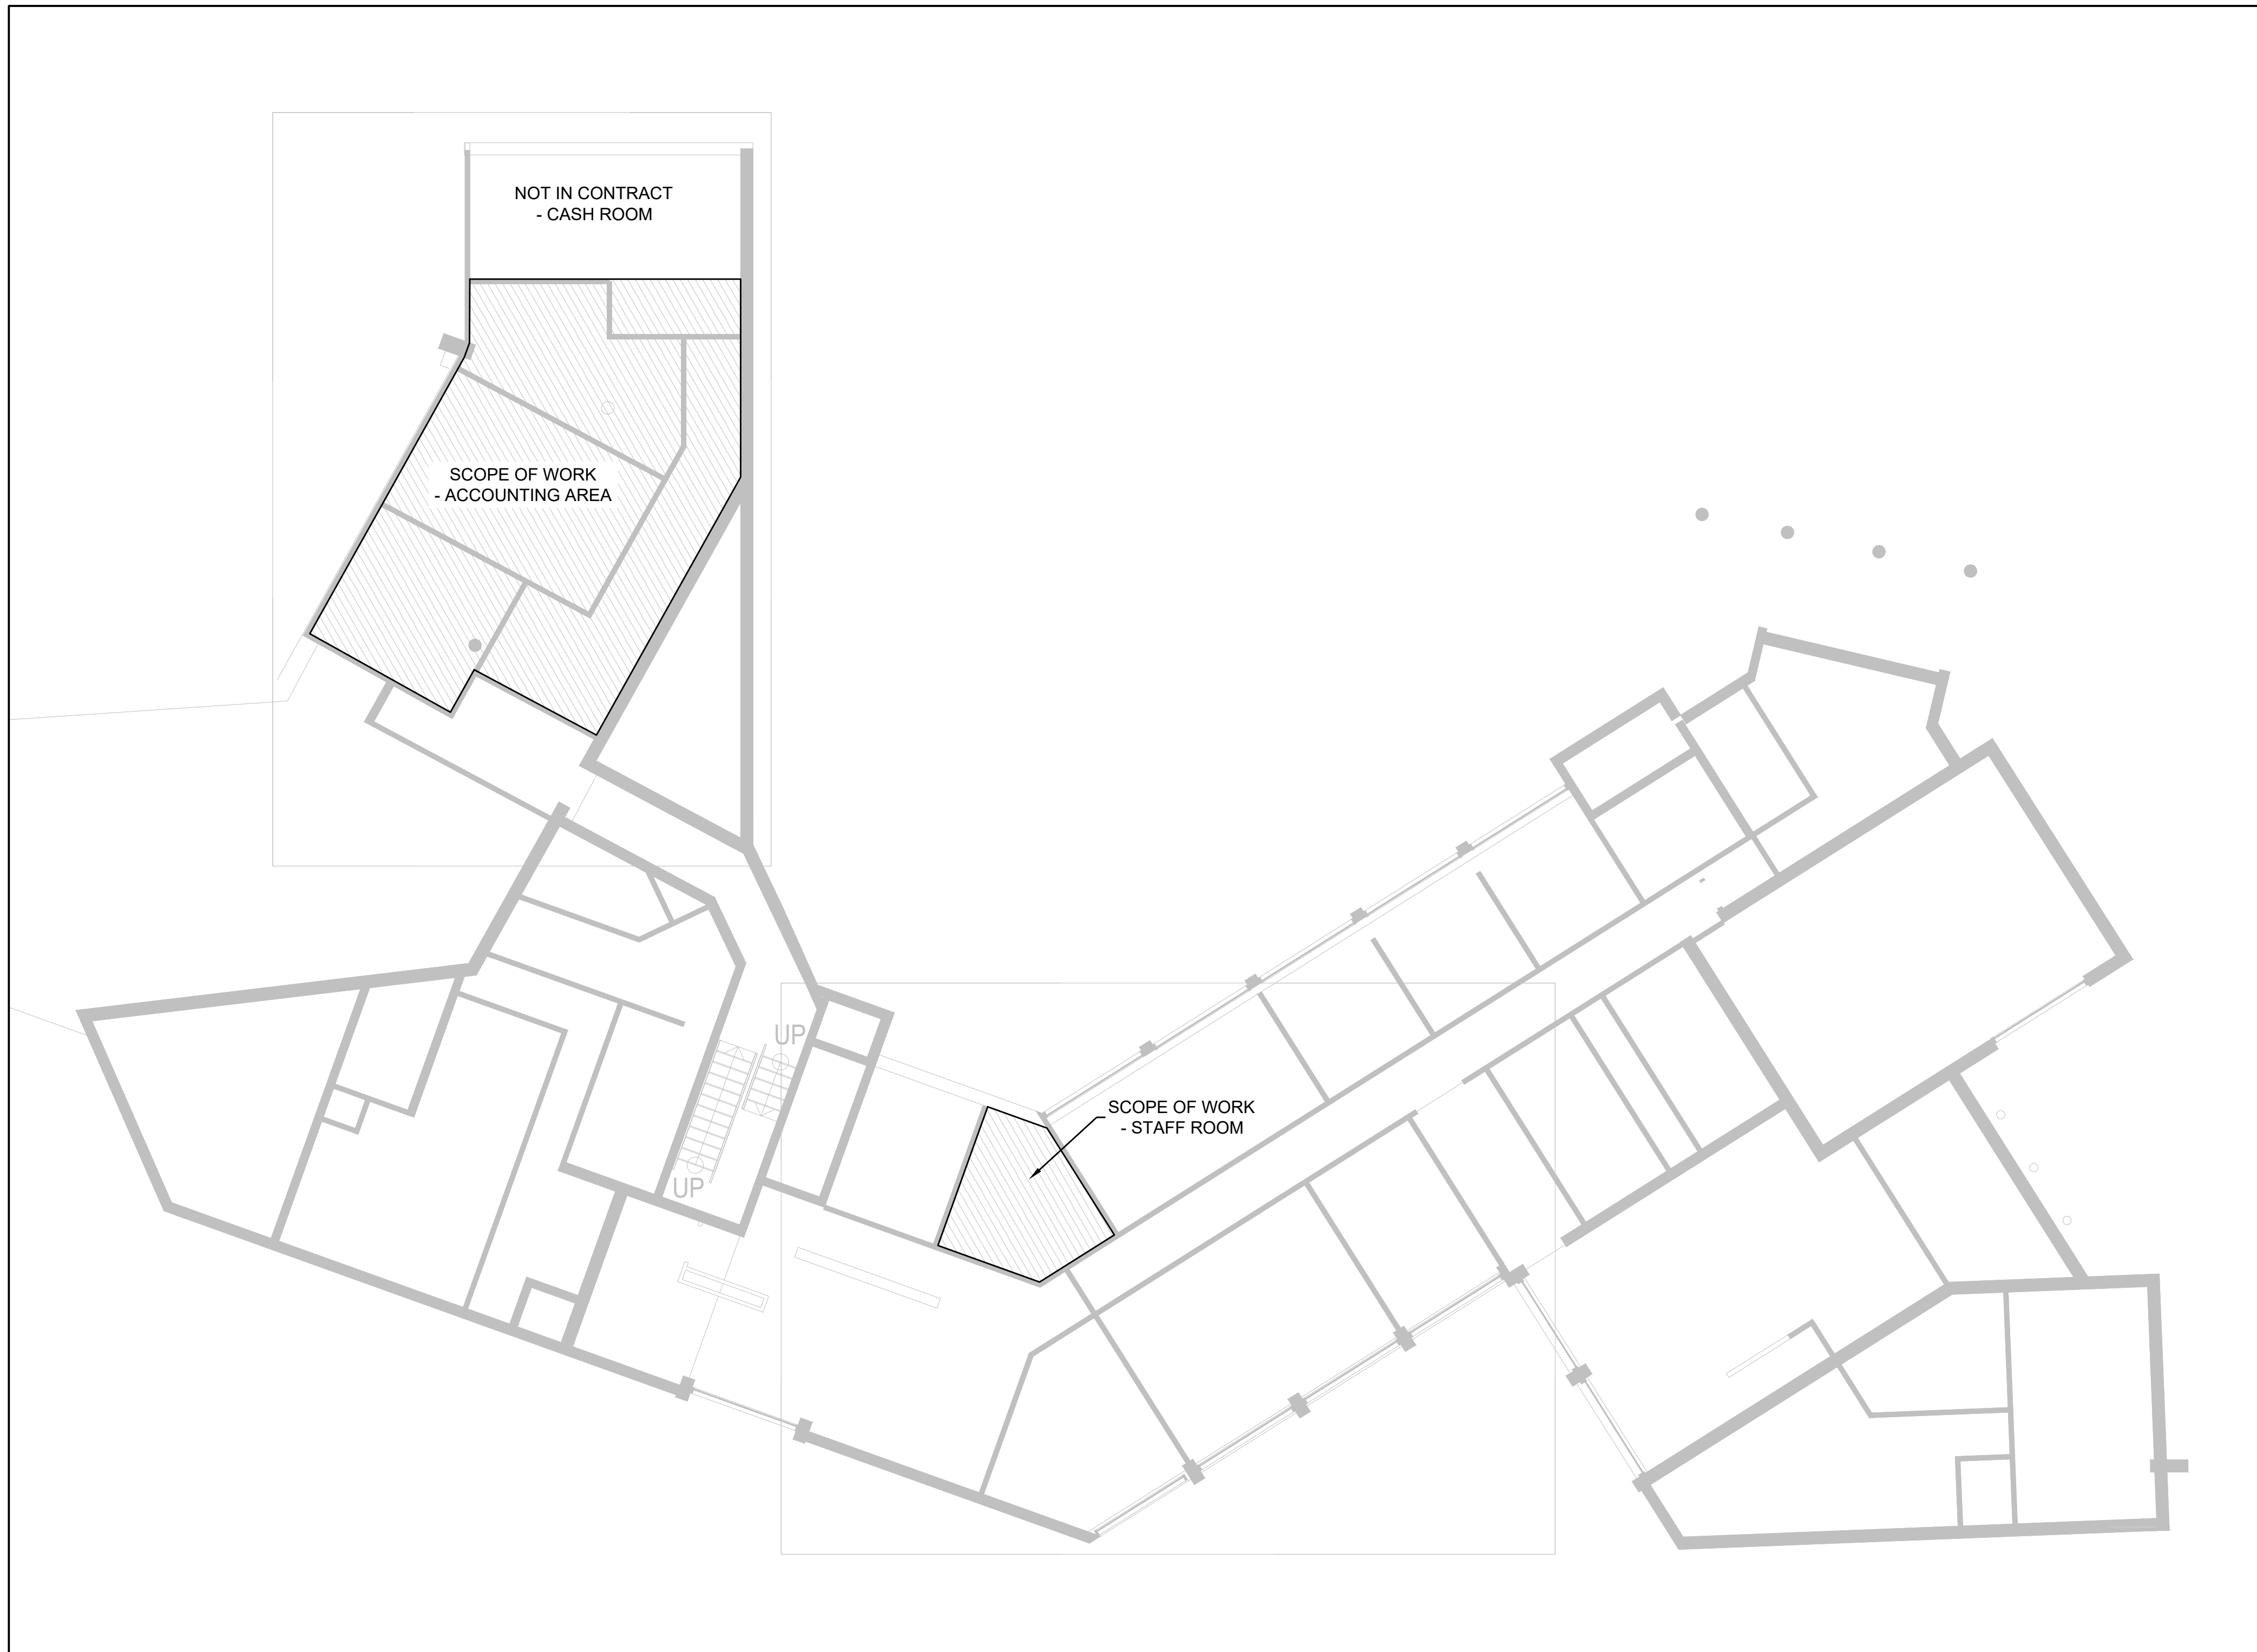 NOT IN CONTRACT
- CASH ROOM
SCOPE OF WORK
- ACCOUNTING AREA
UP
SCOPE OF WORK
- STAFF ROOM
UP